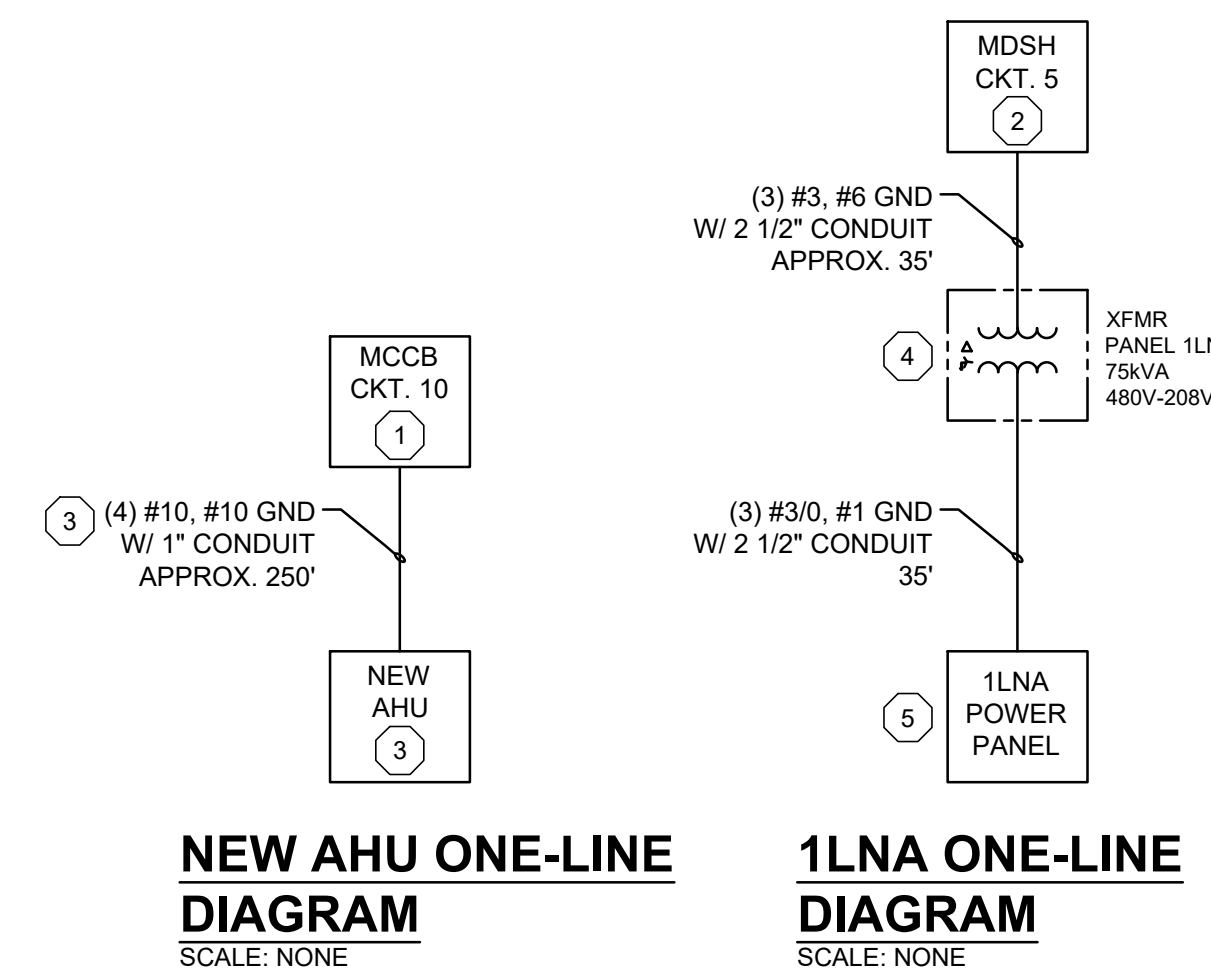 MCCB
CKT. 10
1
3
(4) #10, #10 GND
W/ 1" CONDUIT
APPROX. 250'
NEW
AHU
3
NEW AHU ONE-LINE
DIAGRAM
SCALE: NONE
MDSH
CKT. 5
2
(3) #3, #6 GND
W/ 2 1/2" CONDUIT
APPROX. 35'
4
XFMR
PANEL
75kVA
480V-208V
(3) #3/0, #1 GND
W/ 2 1/2" CONDUIT
35'
5
1LNA
POWER
PANEL
1LNA ONE-LINE
DIAGRAM
SCALE: NONE